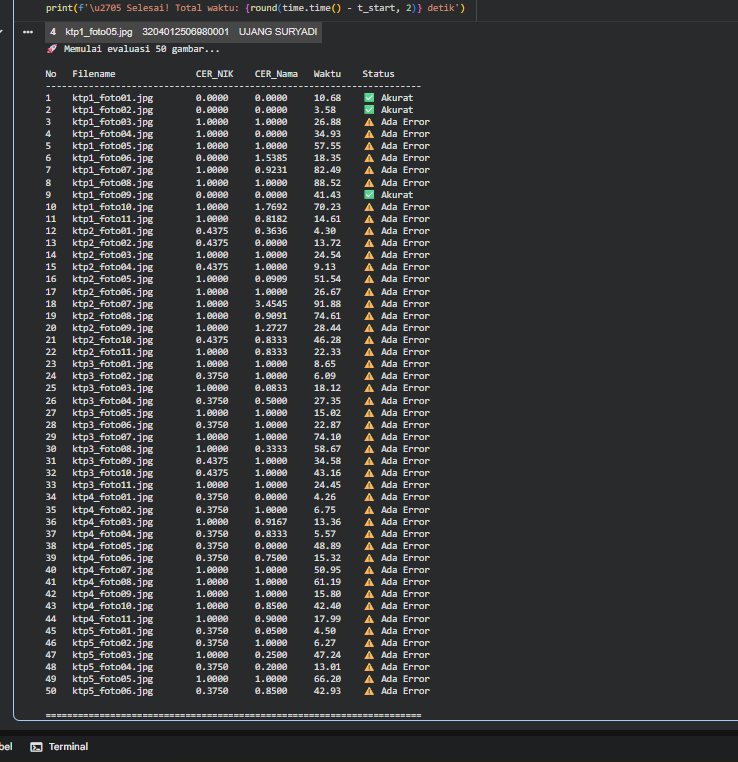 print(f'\u2705 Selesai! Total waktu: {round(time.time() - t_start, 2)} detik')
4 ktp1_foto05.jpg 3204012506980001 UJANG SURYADI
🚀 Memulai evaluasi 50 gambar...
No Filename CER_NIK CER_Nama Waktu Status
--------------------------------------------------------------------
1 ktp1_foto01.jpg 0.0000 0.0000 10.68 ✅ Akurat
2 ktp1_foto02.jpg 0.0000 0.0000 3.58 ✅ Akurat
3 ktp1_foto03.jpg 1.0000 1.0000 26.88 ⚠️ Ada Error
4 ktp1_foto04.jpg 1.0000 1.0000 34.93 ⚠️ Ada Error
5 ktp1_foto05.jpg 1.0000 1.0000 57.55 ⚠️ Ada Error
6 ktp1_foto06.jpg 0.0000 1.5385 18.35 ⚠️ Ada Error
7 ktp1_foto07.jpg 1.0000 0.9231 82.49 ⚠️ Ada Error
8 ktp1_foto08.jpg 1.0000 1.0000 88.52 ⚠️ Ada Error
9 ktp1_foto09.jpg 0.0000 0.0000 41.43 ✅ Akurat
10 ktp1_foto10.jpg 1.0000 1.7692 70.23 ⚠️ Ada Error
11 ktp1_foto11.jpg 1.0000 0.8182 14.61 ⚠️ Ada Error
12 ktp2_foto01.jpg 0.4375 0.3636 4.30 ⚠️ Ada Error
13 ktp2_foto02.jpg 0.4375 0.0000 13.72 ⚠️ Ada Error
14 ktp2_foto03.jpg 1.0000 1.0000 24.54 ⚠️ Ada Error
15 ktp2_foto04.jpg 0.4375 1.0000 9.13 ⚠️ Ada Error
16 ktp2_foto05.jpg 1.0000 0.0909 51.54 ⚠️ Ada Error
17 ktp2_foto06.jpg 1.0000 1.0000 26.67 ⚠️ Ada Error
18 ktp2_foto07.jpg 1.0000 3.4545 91.88 ⚠️ Ada Error
19 ktp2_foto08.jpg 1.0000 0.9091 74.61 ⚠️ Ada Error
20 ktp2_foto09.jpg 1.0000 1.2727 28.44 ⚠️ Ada Error
21 ktp2_foto10.jpg 0.4375 0.8333 46.28 ⚠️ Ada Error
22 ktp2_foto11.jpg 1.0000 0.8333 22.33 ⚠️ Ada Error
23 ktp3_foto01.jpg 1.0000 1.0000 8.65 ⚠️ Ada Error
24 ktp3_foto02.jpg 0.3750 1.0000 6.09 ⚠️ Ada Error
25 ktp3_foto03.jpg 1.0000 0.0833 18.12 ⚠️ Ada Error
26 ktp3_foto04.jpg 0.3750 0.5000 27.35 ⚠️ Ada Error
27 ktp3_foto05.jpg 1.0000 1.0000 15.02 ⚠️ Ada Error
28 ktp3_foto06.jpg 0.3750 1.0000 22.87 ⚠️ Ada Error
29 ktp3_foto07.jpg 1.0000 1.0000 74.10 ⚠️ Ada Error
30 ktp3_foto08.jpg 1.0000 0.3333 58.67 ⚠️ Ada Error
31 ktp3_foto09.jpg 0.4375 1.0000 34.58 ⚠️ Ada Error
32 ktp3_foto10.jpg 0.4375 1.0000 43.16 ⚠️ Ada Error
33 ktp3_foto11.jpg 1.0000 1.0000 24.45 ⚠️ Ada Error
34 ktp4_foto01.jpg 0.3750 0.0000 4.26 ⚠️ Ada Error
35 ktp4_foto02.jpg 0.3750 1.0000 6.75 ⚠️ Ada Error
36 ktp4_foto03.jpg 1.0000 0.9167 13.36 ⚠️ Ada Error
37 ktp4_foto04.jpg 0.3750 0.8333 5.57 ⚠️ Ada Error
38 ktp4_foto05.jpg 0.3750 0.0000 48.89 ⚠️ Ada Error
39 ktp4_foto06.jpg 0.3750 0.7500 15.32 ⚠️ Ada Error
40 ktp4_foto07.jpg 1.0000 1.0000 50.95 ⚠️ Ada Error
41 ktp4_foto08.jpg 1.0000 1.0000 61.19 ⚠️ Ada Error
42 ktp4_foto09.jpg 1.0000 1.0000 15.80 ⚠️ Ada Error
43 ktp4_foto10.jpg 1.0000 0.8500 42.40 ⚠️ Ada Error
44 ktp4_foto11.jpg 1.0000 0.9000 17.99 ⚠️ Ada Error
45 ktp5_foto01.jpg 0.3750 0.0500 4.50 ⚠️ Ada Error
46 ktp5_foto02.jpg 0.3750 1.0000 6.27 ⚠️ Ada Error
47 ktp5_foto03.jpg 1.0000 0.2500 47.24 ⚠️ Ada Error
48 ktp5_foto04.jpg 0.3750 0.2000 13.01 ⚠️ Ada Error
49 ktp5_foto05.jpg 1.0000 1.0000 66.20 ⚠️ Ada Error
50 ktp5_foto06.jpg 0.3750 0.8500 42.93 ⚠️ Ada Error
====================================================================
bel Terminal